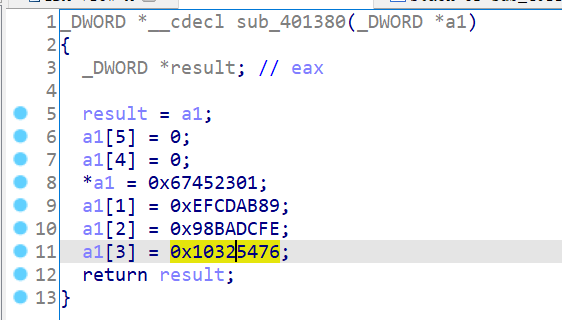 1 _DWORD *__cdecl sub_401380(_DWORD *a1)
2 {
3 _DWORD *result; // eax
4
5 result = a1;
6 a1[5] = 0;
7 a1[4] = 0;
8 *a1 = 0x67452301;
9 a1[1] = 0xEFCDAB89;
10 a1[2] = 0x98BADCFE;
11 a1[3] = 0x10325476;
12 return result;
13 }